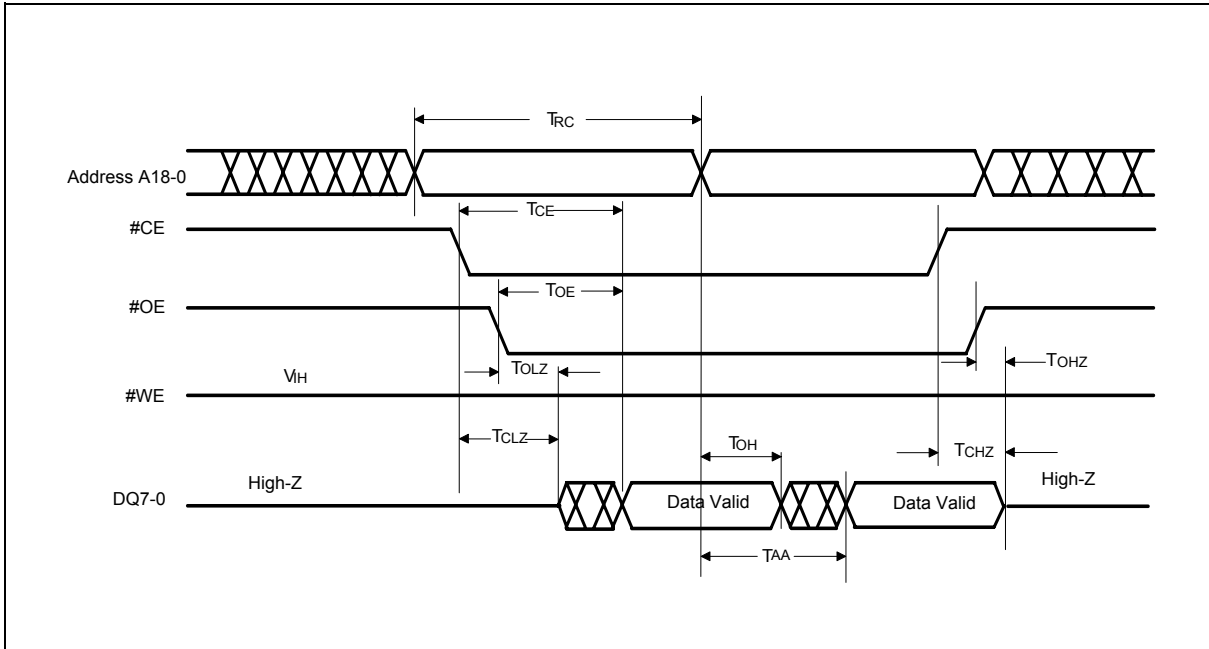 TRC
Address A18-0
TCE
#CE
TOE
#OE
TOLZ
TOHZ
VIH
#WE
TCLZ
TOH
TCHZ
High-Z
High-Z
DQ7-0
Data Valid
Data Valid
TAA